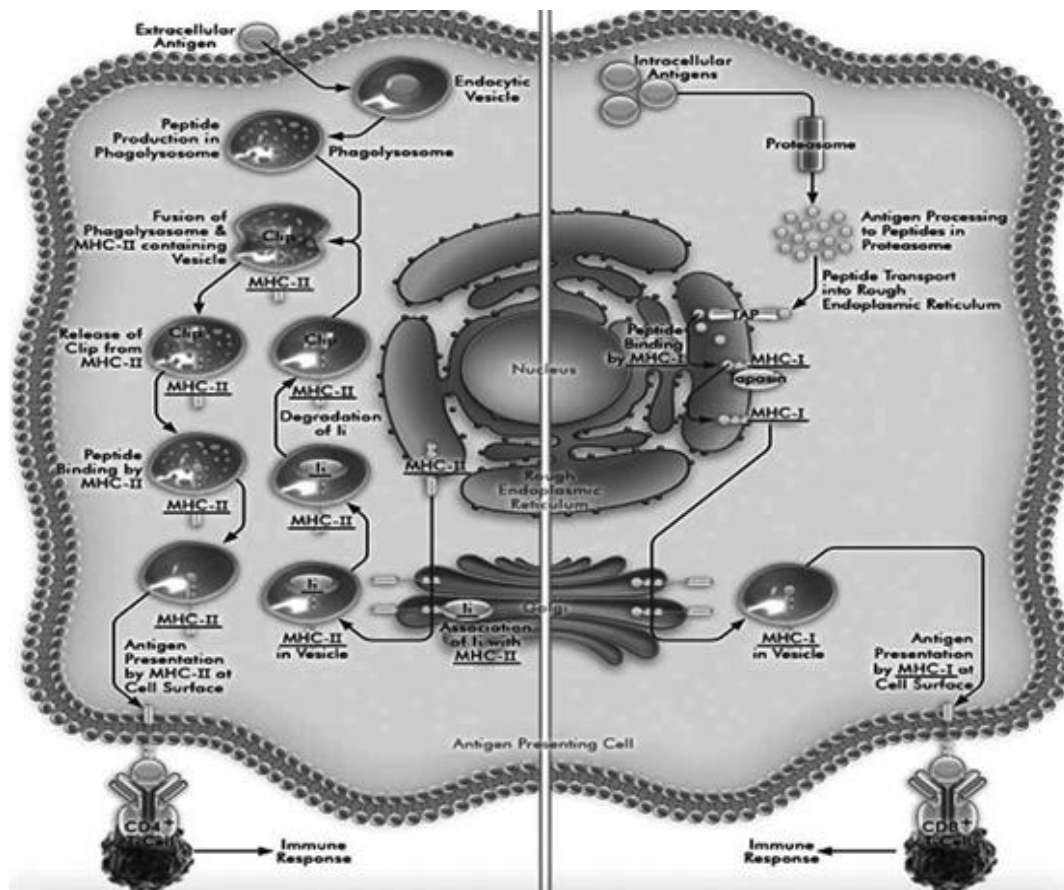 Extracellular
Antigen
Endocytic
Vesicle
Peptide
Production in
Phagolysosome
Phagolysosome
Fusion of
Phagolysosome &
MHC-II containing
Vesicle
Clip
MHC-II
Release of
Clip from
MHC-II
Clip
MHC-II
Clip
MHC-II
Degradation
of Ii
Peptide
Binding by
MHC-II
MHC-II
Ii
MHC-II
MHC-II
Ii
MHC-II
in Vesicle
Antigen
Presentation
by MHC-II at
Cell Surface
MHC-II
Rough
Endoplasmic
Reticulum
Nucleus
Golgi
Ii
Association
of Ii with
MHC-II
Intracellular
Antigens
Proteasome
Antigen Processing
to Peptides in
Proteasome
Peptide Transport
into Rough
Endoplasmic Reticulum
TAP
Peptide
Binding
by MHC-I
MHC-I
apasin
MHC-I
MHC-I
in Vesicle
Antigen
Presentation
by MHC-I at
Cell Surface
Antigen Presenting Cell
CD4+
T-Cell
Immune
Response
Immune
Response
CD8+
T-Cell